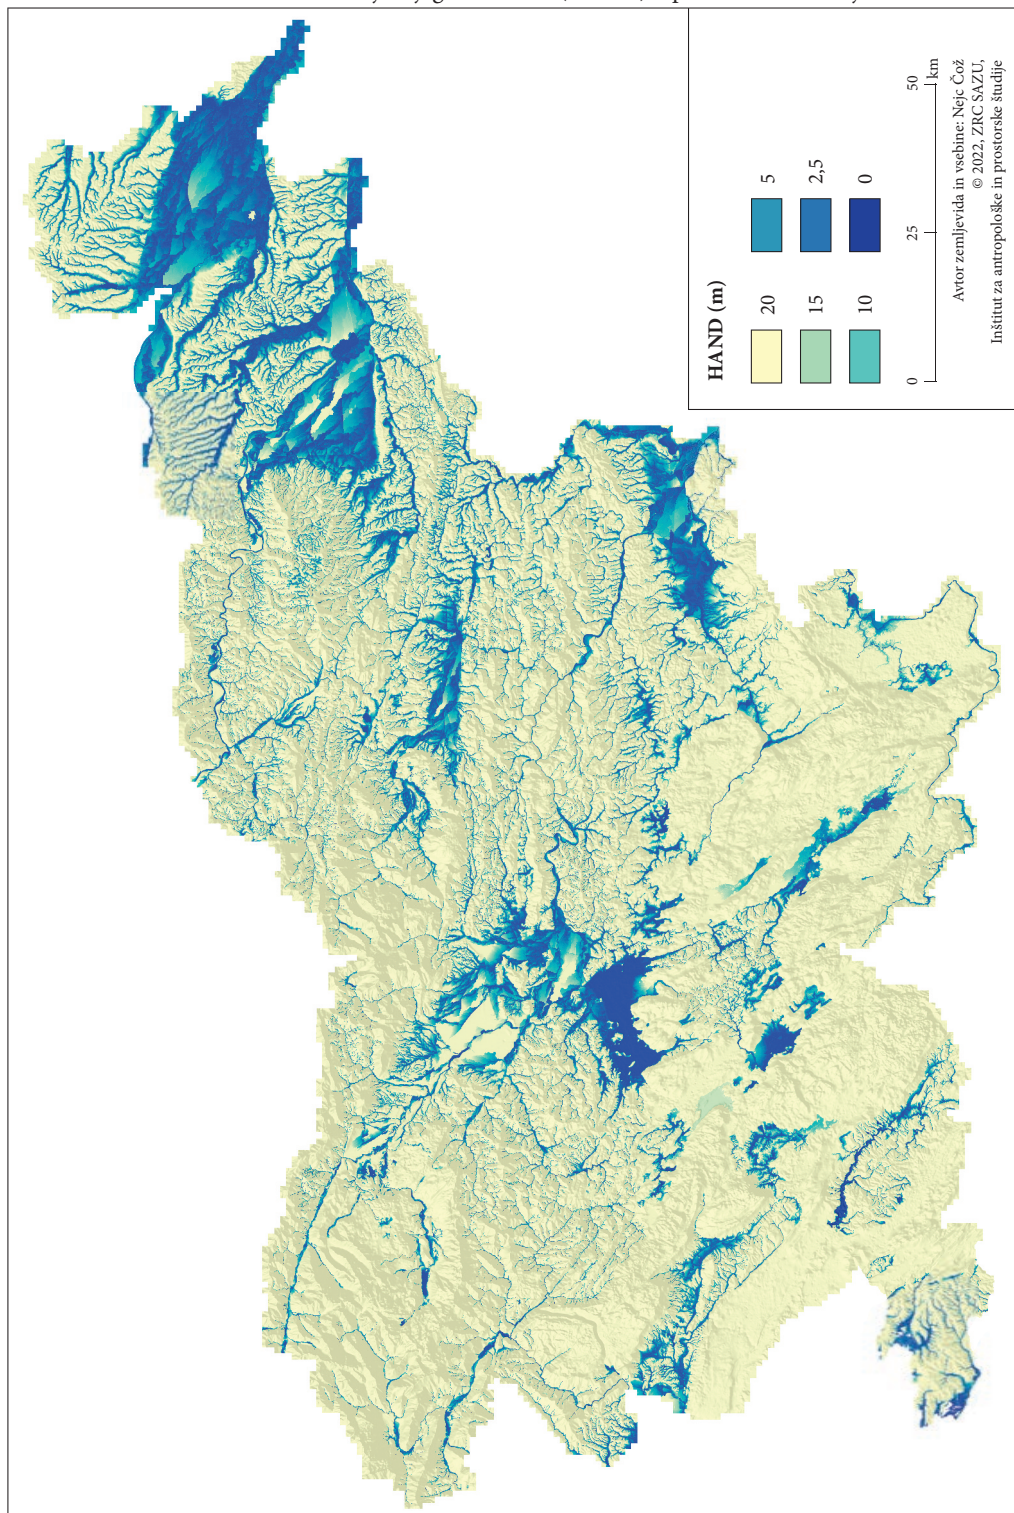 HAND (m)
20
5
15
2,5
10
0
0
25
50
km
Avtor zemljevida in vsebine: Nejc Čož
© 2022, ZRC SAZU,
Inštitut za antropološke in prostorske študije